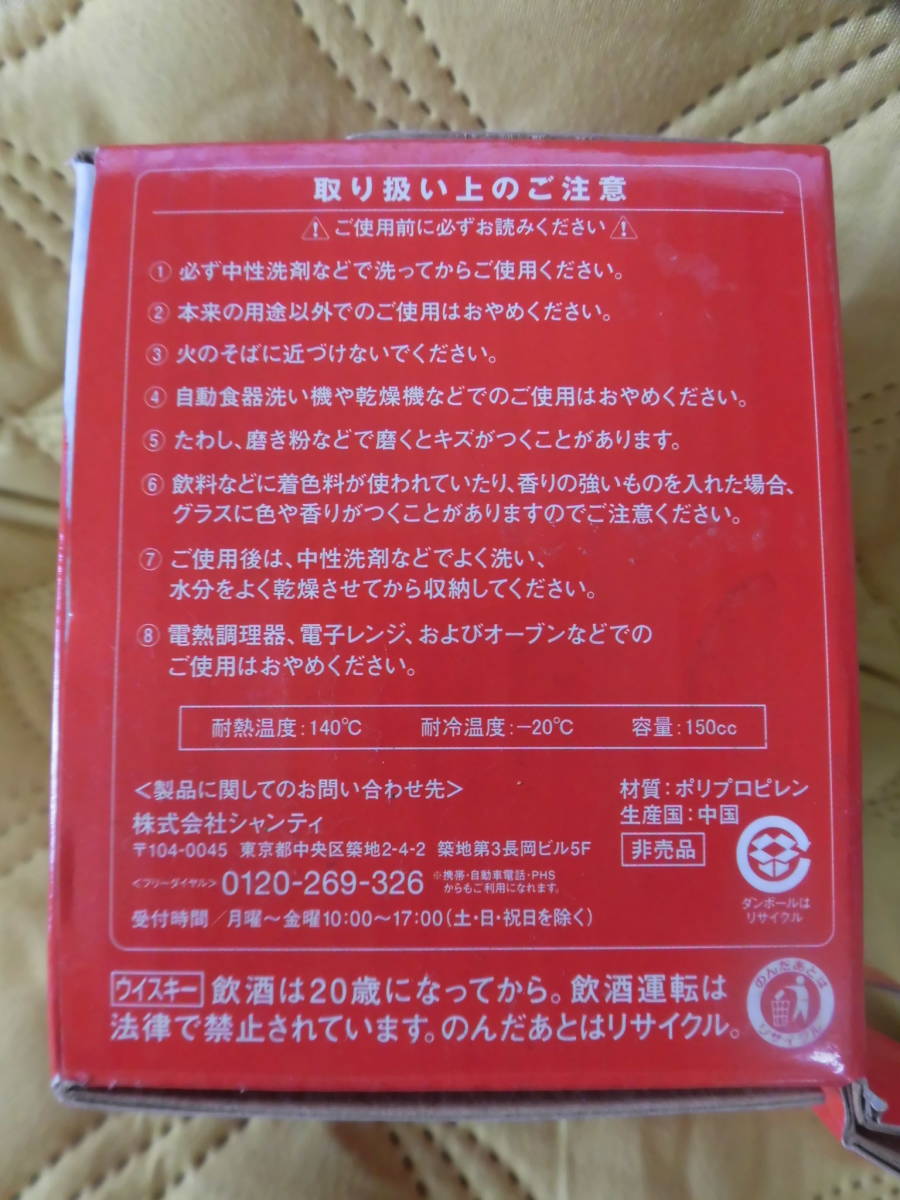 取り扱い上のご注意
ご使用前に必ずお読みください
① 必ず中性洗剤などで洗ってからご使用ください。
② 本来の用途以外でのご使用はおやめください。
③ 火のそばに近づけないでください。
④ 自動食器洗い機や乾燥機などでのご使用はおやめください。
⑤ たわし、磨き粉などで磨くとキズがつくことがあります。
⑥ 飲料などに着色料が使われていたり、香りの強いものを入れた場合、
グラスに色や香りがつくことがありますのでご注意ください。
⑦ ご使用後は、中性洗剤などでよく洗い、
水分をよく乾燥させてから収納してください。
⑧ 電熱調理器、電子レンジ、およびオーブンなどでの
ご使用はおやめください。
耐熱温度:140℃ 耐冷温度:−20℃ 容量:150cc
<製品に関してのお問い合わせ先>
株式会社シャンティ
〒104-0045 東京都中央区築地2-4-2 築地第3長岡ビル5F
<フリーダイヤル> 0120-269-326 ※携帯・自動車電話・PHS
からもご利用になれます。
受付時間/月曜〜金曜10:00〜17:00(土・日・祝日を除く)
材質:ポリプロピレン
生産国:中国
非売品
ダンボールは
リサイクル
ウイスキー 飲酒は20歳になってから。飲酒運転は
法律で禁止されています。のんだあとはリサイクル。
のんだあとは
リサイクル